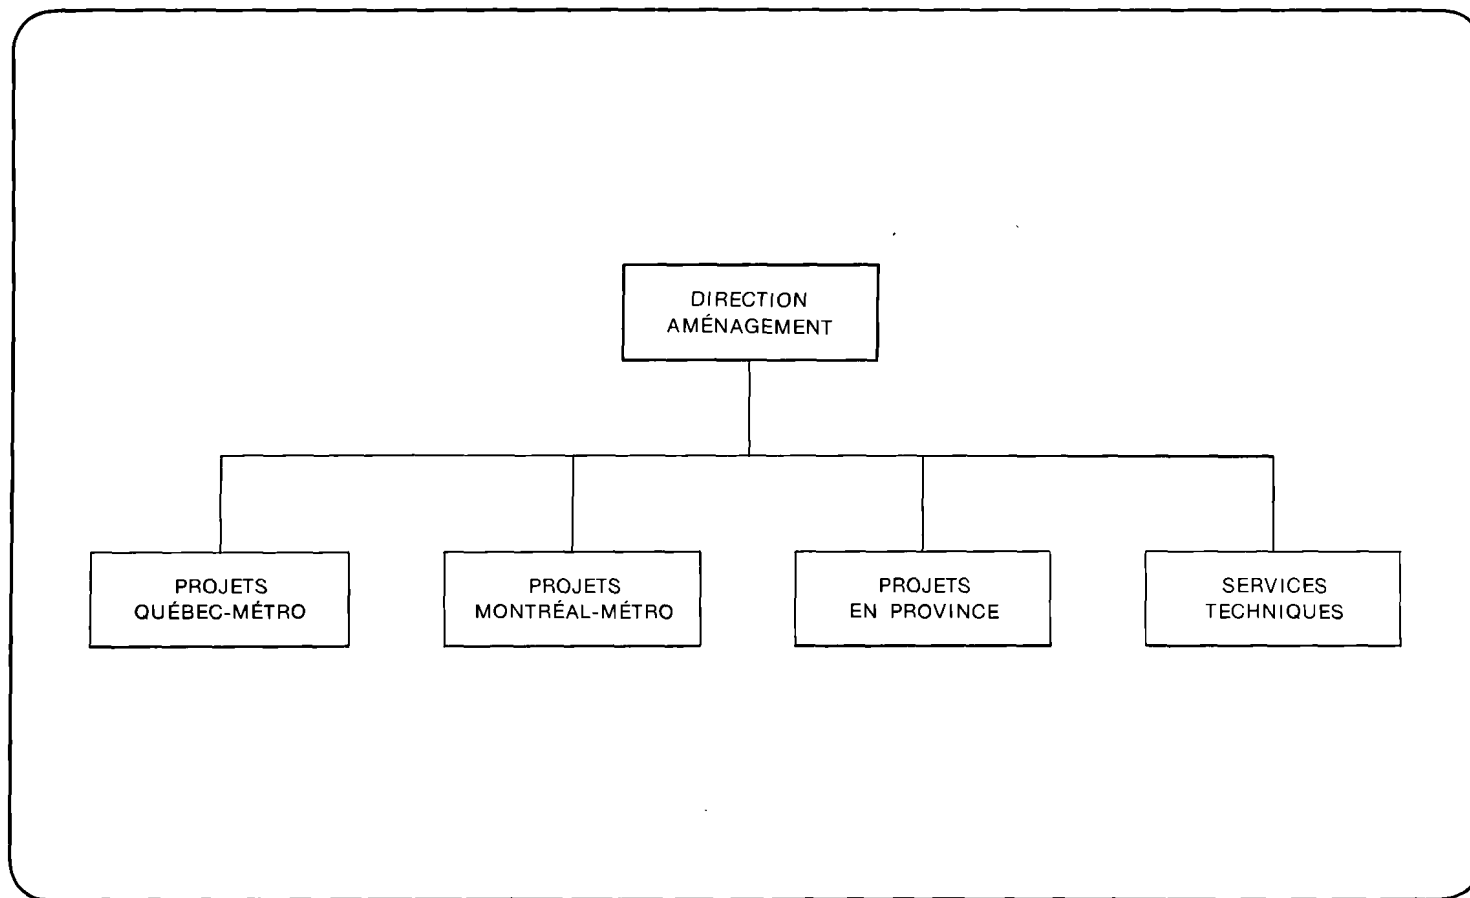 DIRECTION
AMÉNAGEMENT
PROJETS
QUÉBEC-MÉTRO
PROJETS
MONTRÉAL-MÉTRO
PROJETS
EN PROVINCE
SERVICES
TECHNIQUES